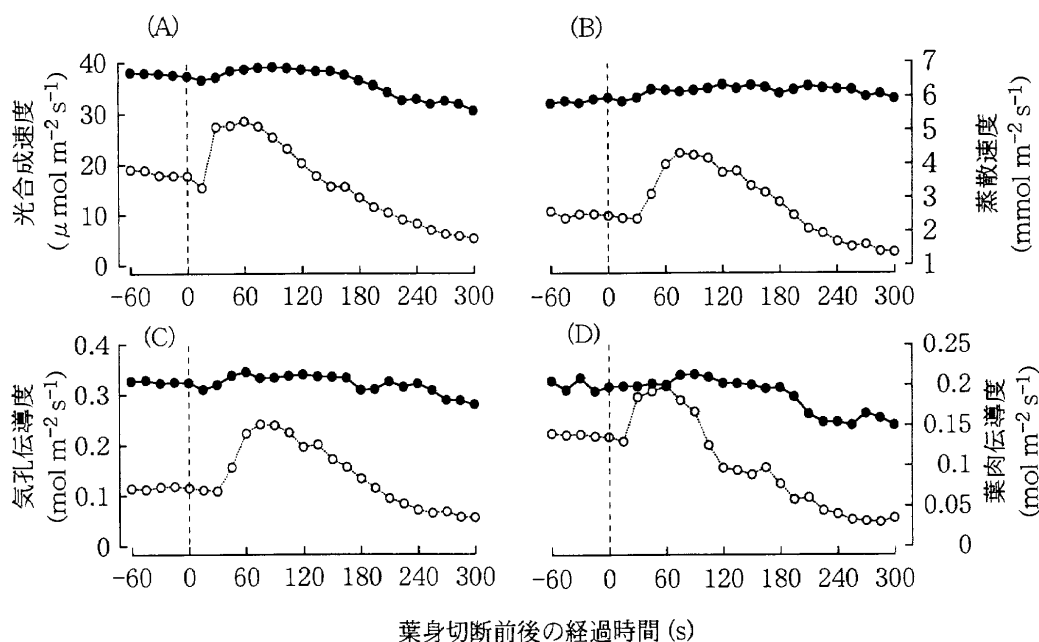 (A)
(B)
光合成速度
(μmol m⁻² s⁻¹)
40
30
20
10
0
7
6
5
4
3
2
1
蒸散速度
(mmol m⁻² s⁻¹)
-60 0 60 120 180 240 300
-60 0 60 120 180 240 300
(C)
(D)
気孔伝導度
(mol m⁻² s⁻¹)
0.4
0.3
0.2
0.1
0
0.25
0.2
0.15
0.1
0.05
0
葉肉伝導度
(mol m⁻² s⁻¹)
-60 0 60 120 180 240 300
-60 0 60 120 180 240 300
葉身切断前後の経過時間 (s)